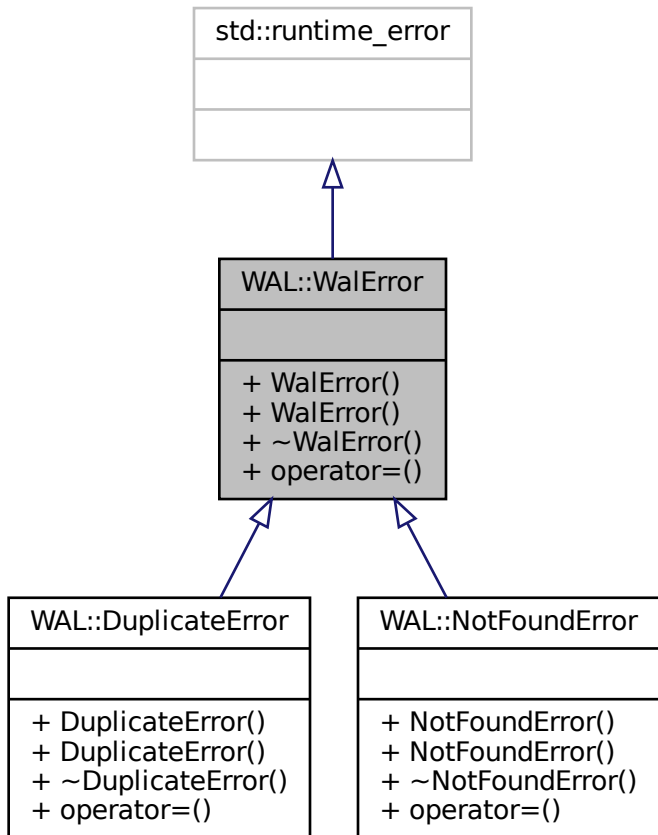 std::runtime_error
WAL::WalError
+ WalError()
+ WalError()
+ ~WalError()
+ operator=()
WAL::DuplicateError
+ DuplicateError()
+ DuplicateError()
+ ~DuplicateError()
+ operator=()
WAL::NotFoundError
+ NotFoundError()
+ NotFoundError()
+ ~NotFoundError()
+ operator=()